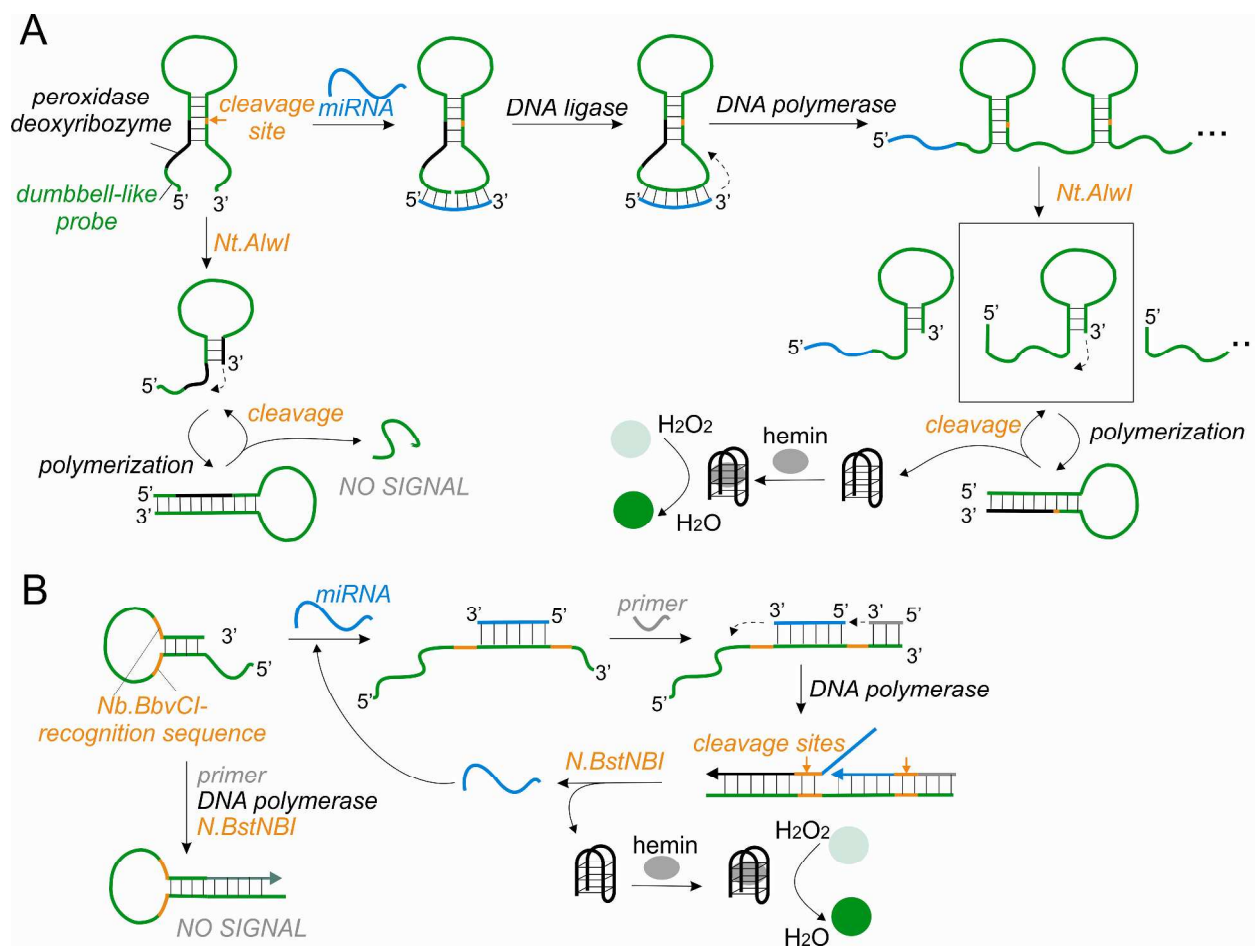 A
peroxidase
deoxyribozyme
cleavage
site
miRNA
DNA ligase
DNA polymerase
5'
...
dumbbell-like
probe
5'
3'
5'
3'
5'
3'
Nt.AlwI
Nt.AlwI
3'
5'
5'
3'
5'
3'
5'
..
cleavage
polymerization
NO SIGNAL
5'
3'
H2O2
hemin
H2O
cleavage
polymerization
5'
3'
B
miRNA
primer
3'
5'
3'
5'
3'
5'
3'
5'
3'
5'
3'
5'
Nb.BbvCI-
recognition sequence
DNA polymerase
cleavage sites
N.BstNBI
primer
DNA polymerase
N.BstNBI
NO SIGNAL
hemin
H2O2
H2O